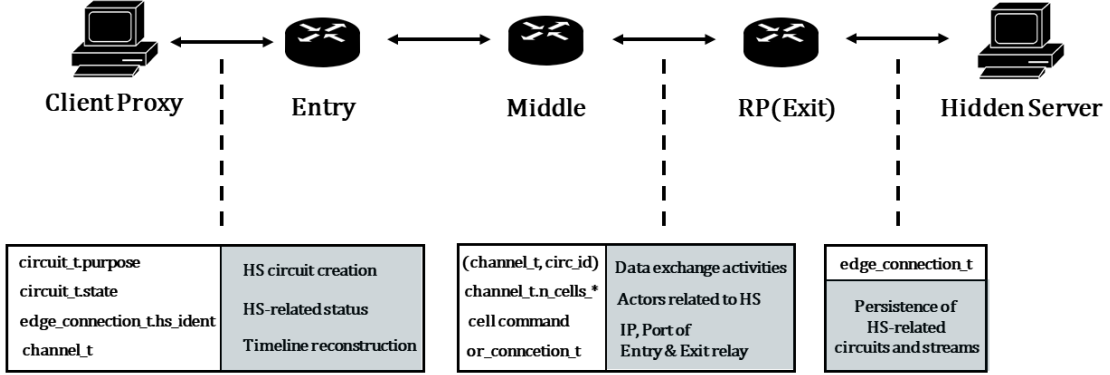 Client Proxy
Entry
Middle
RP(Exit)
Hidden Server
circuit_t.purpose
circuit_t.state
edge_connection_t.hs_ident
channel_t
HS circuit creation
HS-related status
Timeline reconstruction
(channel_t, circ_id)
channel_t.n_cells_*
cell command
or_conncetion_t
Data exchange activities
Actors related to HS
IP, Port of
Entry & Exit relay
edge_connection_t
Persistence of
HS-related
circuits and streams